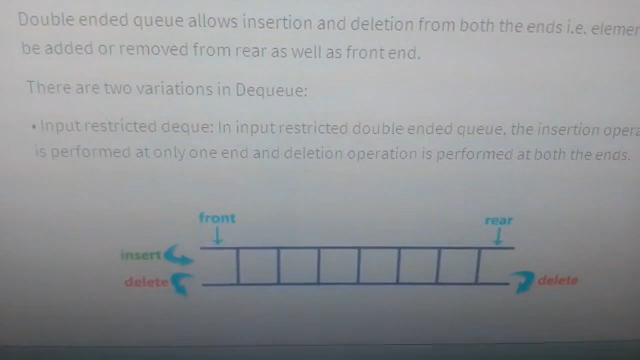 Double ended queue allows insertion and deletion from both the ends i.e.
be added or removed from rear as well as front end.
There are two variations in Dequeue:
• Input restricted deque: In input restricted double ended queue, the insertion
is performed at only one end and deletion operation is performed at both the ends.
front
rear
insert
delete
delete